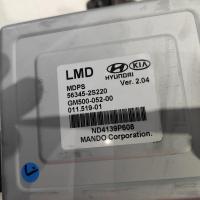 LMD
HYUNDAI KIA
MDPS
Ver. 2.04
56345-2S220
GM500-052-00
011.519-01
ND4139P608
MANDO Corporation.